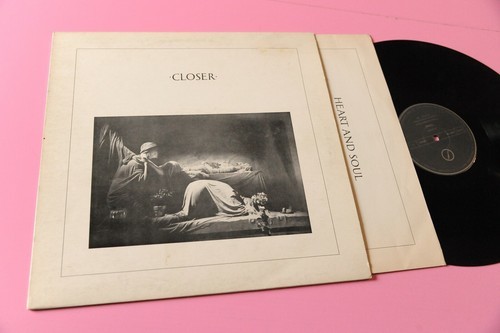 ·CLOSER·
HEART AND SOUL